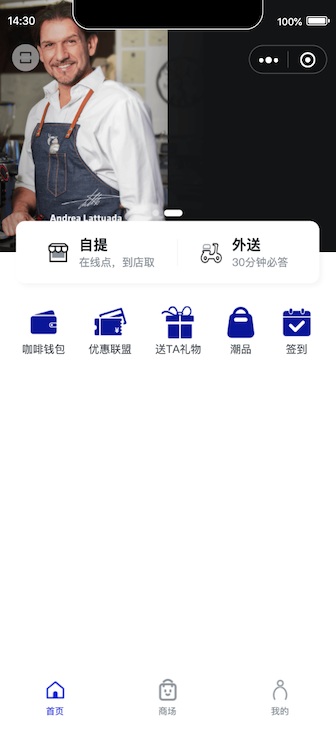 14:30
100%
Andrea Lattuada
自提
在线点，到店取
外送
30分钟必答
咖啡钱包
优惠联盟
送TA礼物
潮品
签到
首页
商场
我的